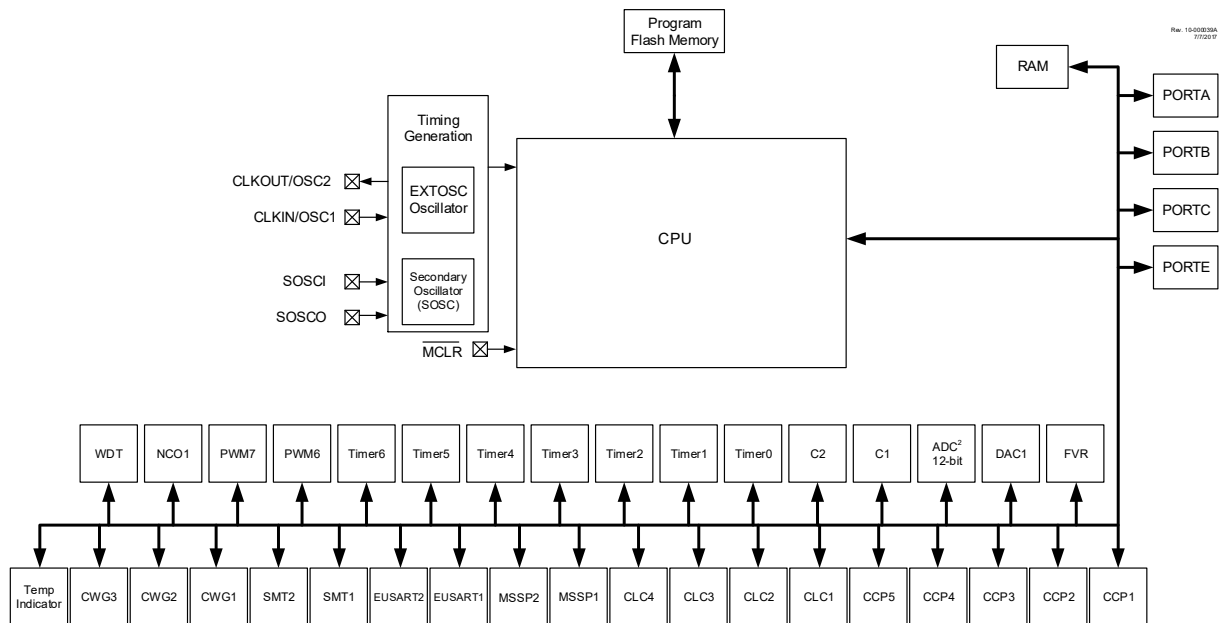 Program
Flash Memory
Rev. 10-000039A
7/7/2017
RAM
PORTA
PORTB
PORTC
PORTE
Timing
Generation
EXTOSC
Oscillator
Secondary
Oscillator
(SOSC)
CLKOUT/OSC2
CLKIN/OSC1
SOSCI
SOSCO
MCLR
CPU
WDT
NCO1
PWM7
PWM6
Timer6
Timer5
Timer4
Timer3
Timer2
Timer1
Timer0
C2
C1
ADC²
12-bit
DAC1
FVR
Temp
Indicator
CWG3
CWG2
CWG1
SMT2
SMT1
EUSART2
EUSART1
MSSP2
MSSP1
CLC4
CLC3
CLC2
CLC1
CCP5
CCP4
CCP3
CCP2
CCP1